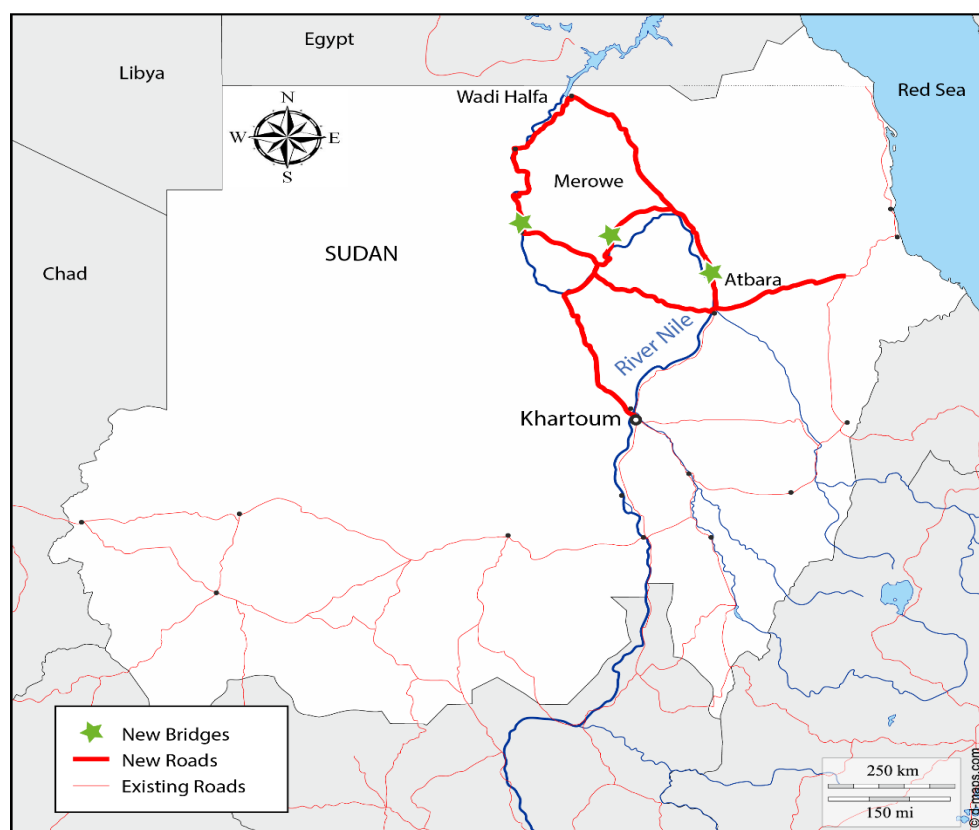 Egypt
Libya
Red Sea
Wadi Halfa
N
W E
S
Merowe
SUDAN
Chad
Atbara
River Nile
Khartoum
New Bridges
New Roads
Existing Roads
250 km
150 mi
© d-maps.com